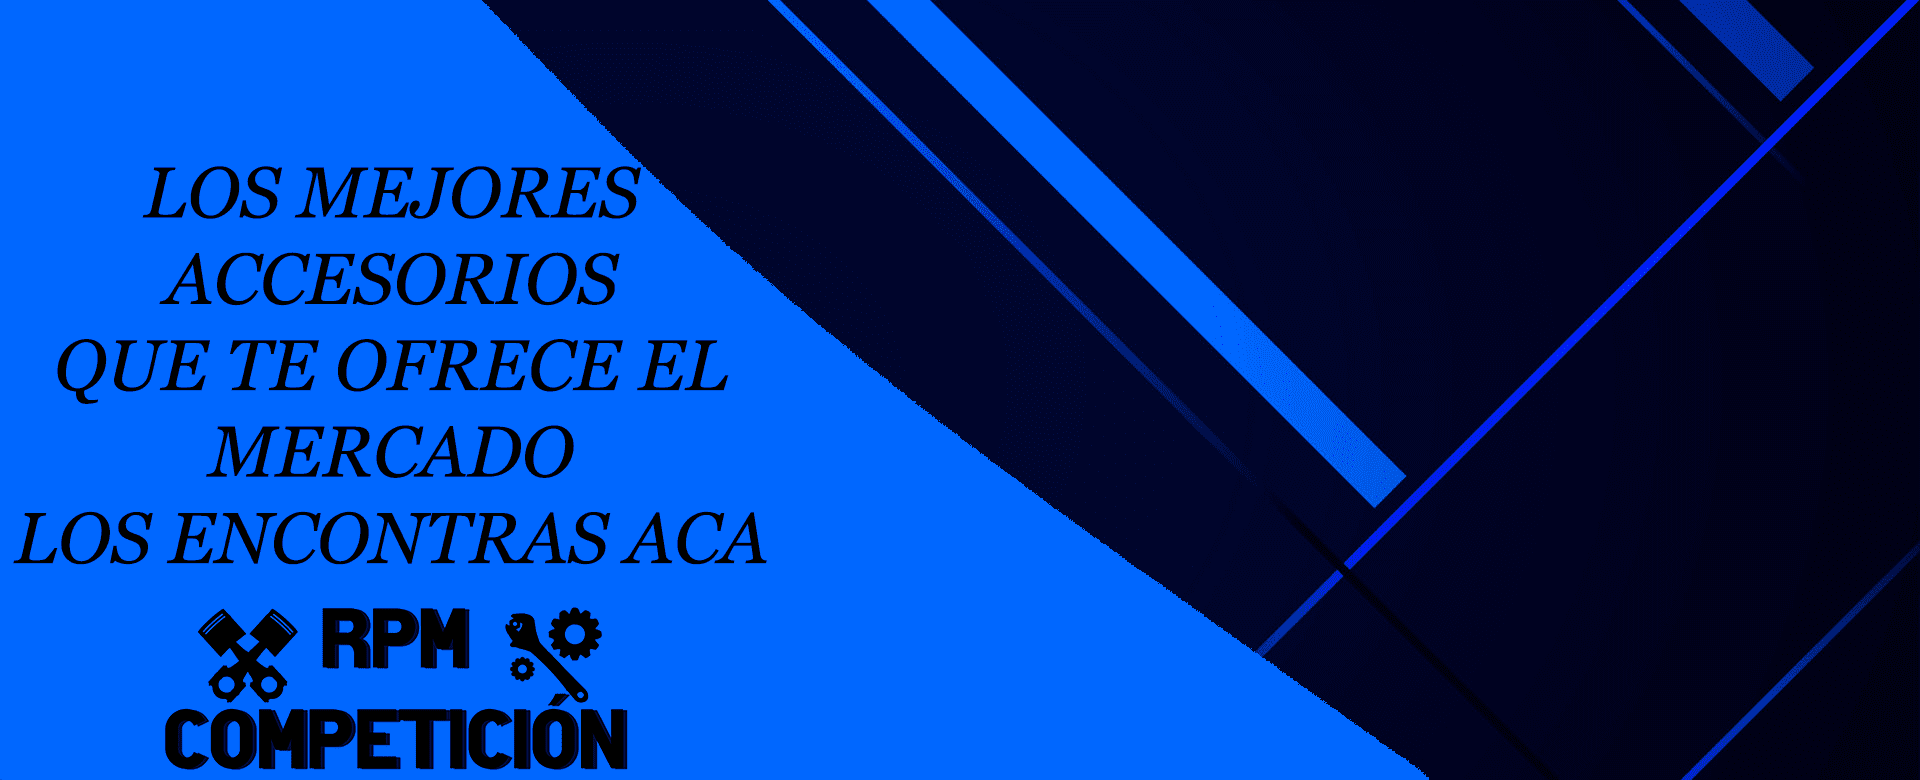 LOS MEJORES
ACCESORIOS
QUE TE OFRECE EL
MERCADO
LOS ENCONTRAS ACA
RPM
COMPETICIÓN